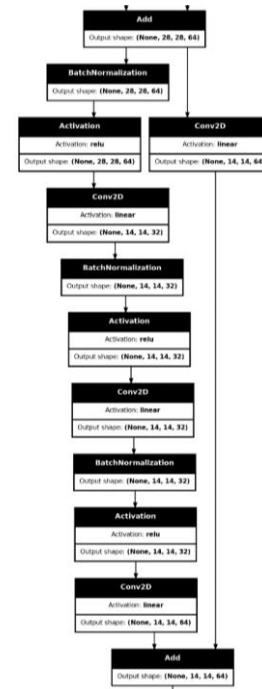 Add
Output shape: (None, 28, 28, 64)
BatchNormalization
Output shape: (None, 28, 28, 64)
Activation
Activation: relu
Output shape: (None, 28, 28, 64)
Conv2D
Activation: linear
Output shape: (None, 14, 14, 64)
Conv2D
Activation: linear
Output shape: (None, 14, 14, 32)
BatchNormalization
Output shape: (None, 14, 14, 32)
Activation
Activation: relu
Output shape: (None, 14, 14, 32)
Conv2D
Activation: linear
Output shape: (None, 14, 14, 32)
BatchNormalization
Output shape: (None, 14, 14, 32)
Activation
Activation: relu
Output shape: (None, 14, 14, 32)
Conv2D
Activation: linear
Output shape: (None, 14, 14, 64)
Add
Output shape: (None, 14, 14, 64)